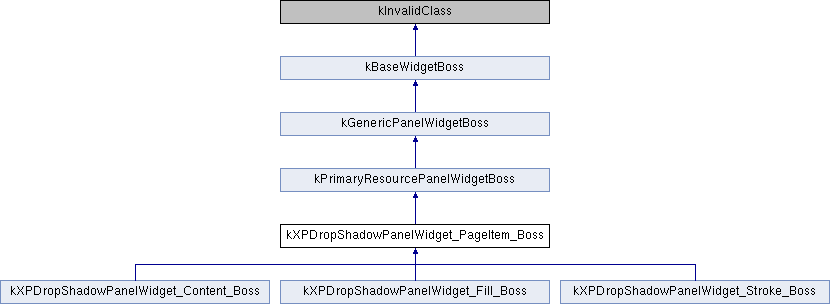 kInvalidClass
kBaseWidgetBoss
kGenericPanelWidgetBoss
kPrimaryResourcePanelWidgetBoss
kXPDropShadowPanelWidget_PageItem_Boss
kXPDropShadowPanelWidget_Content_Boss
kXPDropShadowPanelWidget_Fill_Boss
kXPDropShadowPanelWidget_Stroke_Boss